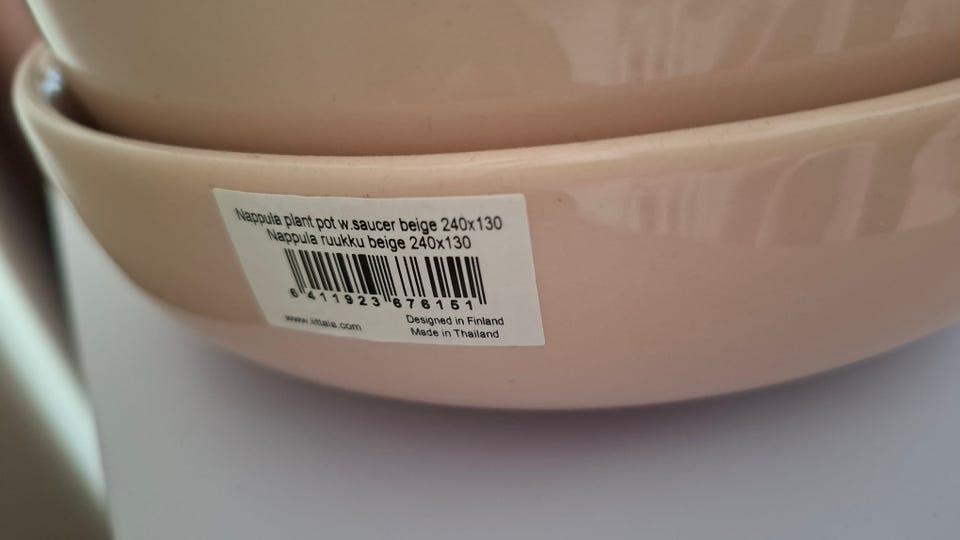 Nappula plant pot w.saucer beige 240x130
Nappula ruukku beige 240x130
6 411923 676151
www.iittala.com
Designed in Finland
Made in Thailand